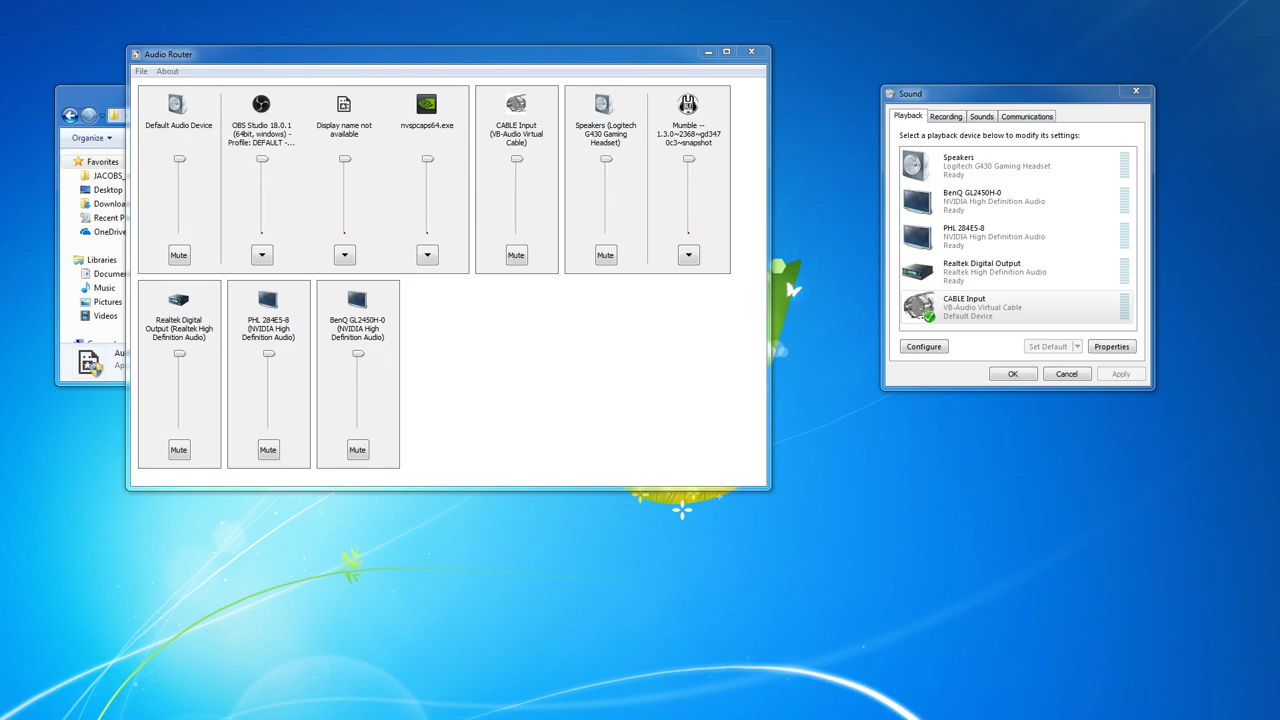 Audio Router
File About
Default Audio Device
OBS Studio 18.0.1
(64bit, windows) -
Profile: DEFAULT -...
Display name not
available
nvspcaps64.exe
CABLE Input
(VB-Audio Virtual
Cable)
Speakers (Logitech
G430 Gaming
Headset)
Mumble --
1.3.0~2368~gd347
0c3~snapshot
Mute
Mute
Mute
Realtek Digital
Output (Realtek High
Definition Audio)
PHL 284E5-8
(NVIDIA High
Definition Audio)
BenQ GL2450H-0
(NVIDIA High
Definition Audio)
Mute
Mute
Mute
Organize
Favorites
JACOBS_
Desktop
Downloa
Recent P
OneDrive
Libraries
Docume
Music
Pictures
Videos
Au
Ap
Sound
Playback Recording Sounds Communications
Select a playback device below to modify its settings:
Speakers
Logitech G430 Gaming Headset
Ready
BenQ GL2450H-0
NVIDIA High Definition Audio
Ready
PHL 284E5-8
NVIDIA High Definition Audio
Ready
Realtek Digital Output
Realtek High Definition Audio
Ready
CABLE Input
VB-Audio Virtual Cable
Default Device
Configure Set Default Properties
OK Cancel Apply